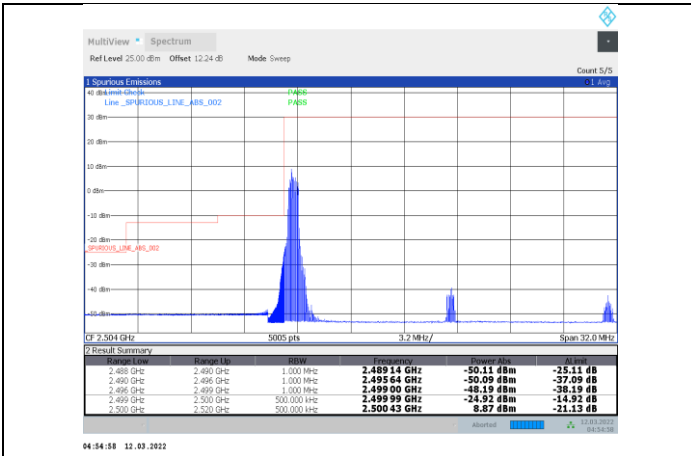 MultiView Spectrum
Ref Level 25.00 dBm Offset 12.24 dB Mode Sweep
Count 5/5
1 Spurious Emissions 1 Avg
40 dBm Limit Check PASS
Line _SPURIOUS_LINE_ABS_002 PASS
30 dBm
20 dBm
10 dBm
0 dBm
-10 dBm
-20 dBm
_SPURIOUS_LINE_ABS_002
-30 dBm
-40 dBm
-50 dBm
CF 2.504 GHz 5005 pts 3.2 MHz/ Span 32.0 MHz
2 Result Summary
Range Low Range Up RBW Frequency Power Abs ΔLimit
2.488 GHz 2.490 GHz 1.000 MHz 2.489 14 GHz -50.11 dBm -25.11 dB
2.490 GHz 2.496 GHz 1.000 MHz 2.495 64 GHz -50.09 dBm -37.09 dB
2.496 GHz 2.499 GHz 1.000 MHz 2.499 00 GHz -48.19 dBm -38.19 dB
2.499 GHz 2.500 GHz 500.000 kHz 2.499 99 GHz -24.92 dBm -14.92 dB
2.500 GHz 2.520 GHz 500.000 kHz 2.500 43 GHz 8.87 dBm -21.13 dB
Aborted 12.03.2022
04:54:58
04:54:58 12.03.2022